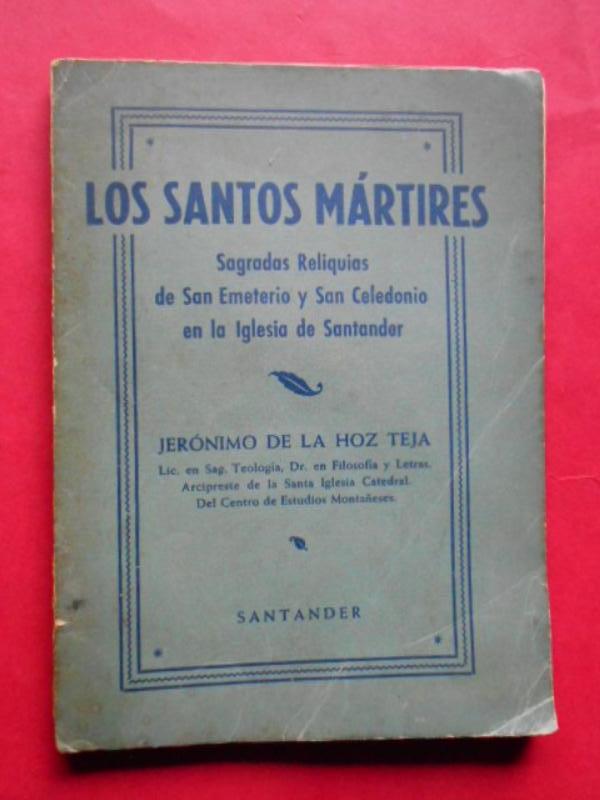 LOS SANTOS MÁRTIRES
Sagradas Reliquias
de San Emeterio y San Celedonio
en la Iglesia de Santander
JERÓNIMO DE LA HOZ TEJA
Lic. en Sag. Teología, Dr. en Filosofía y Letras.
Arcipreste de la Santa Iglesia Catedral.
Del Centro de Estudios Montañeses.
SANTANDER